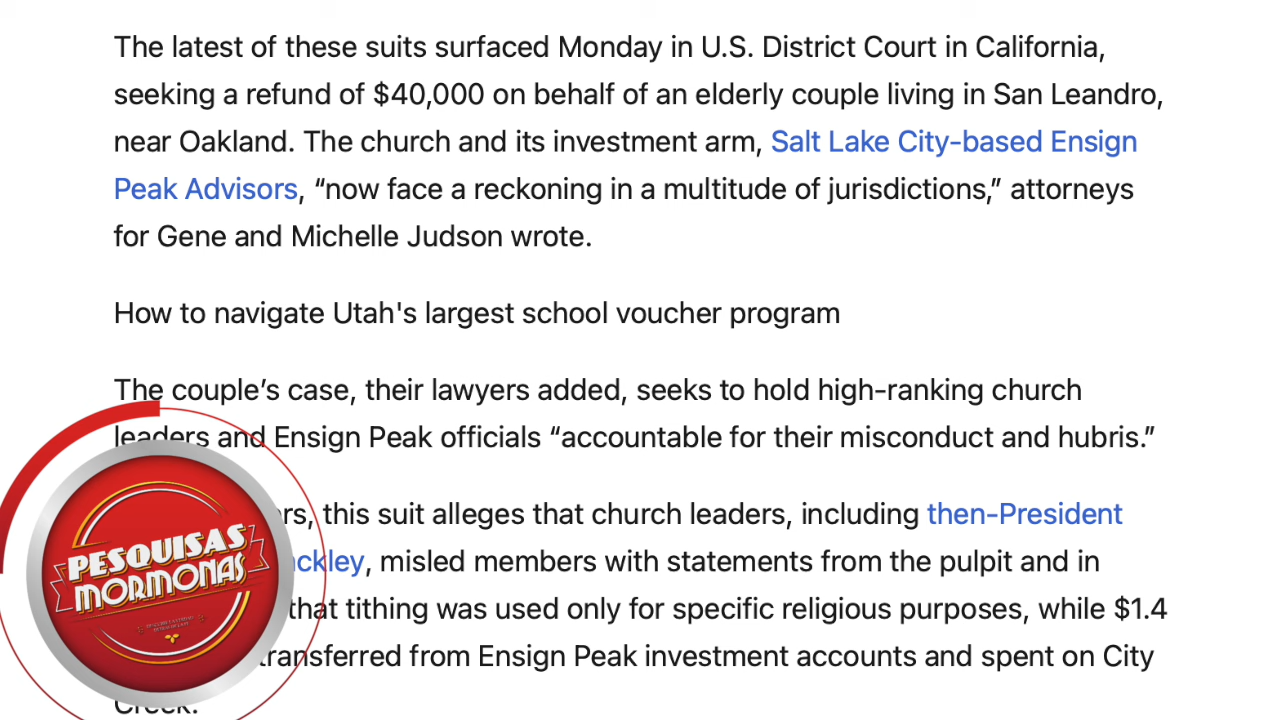 The latest of these suits surfaced Monday in U.S. District Court in California,
seeking a refund of $40,000 on behalf of an elderly couple living in San Leandro,
near Oakland. The church and its investment arm, Salt Lake City-based Ensign
Peak Advisors, “now face a reckoning in a multitude of jurisdictions,” attorneys
for Gene and Michelle Judson wrote.
How to navigate Utah's largest school voucher program
The couple’s case, their lawyers added, seeks to hold high-ranking church
leaders and Ensign Peak officials “accountable for their misconduct and hubris.”
this suit alleges that church leaders, including then-President
misled members with statements from the pulpit and in
that tithing was used only for specific religious purposes, while $1.4
transferred from Ensign Peak investment accounts and spent on City
Creek.
PESQUISAS
MORMONAS